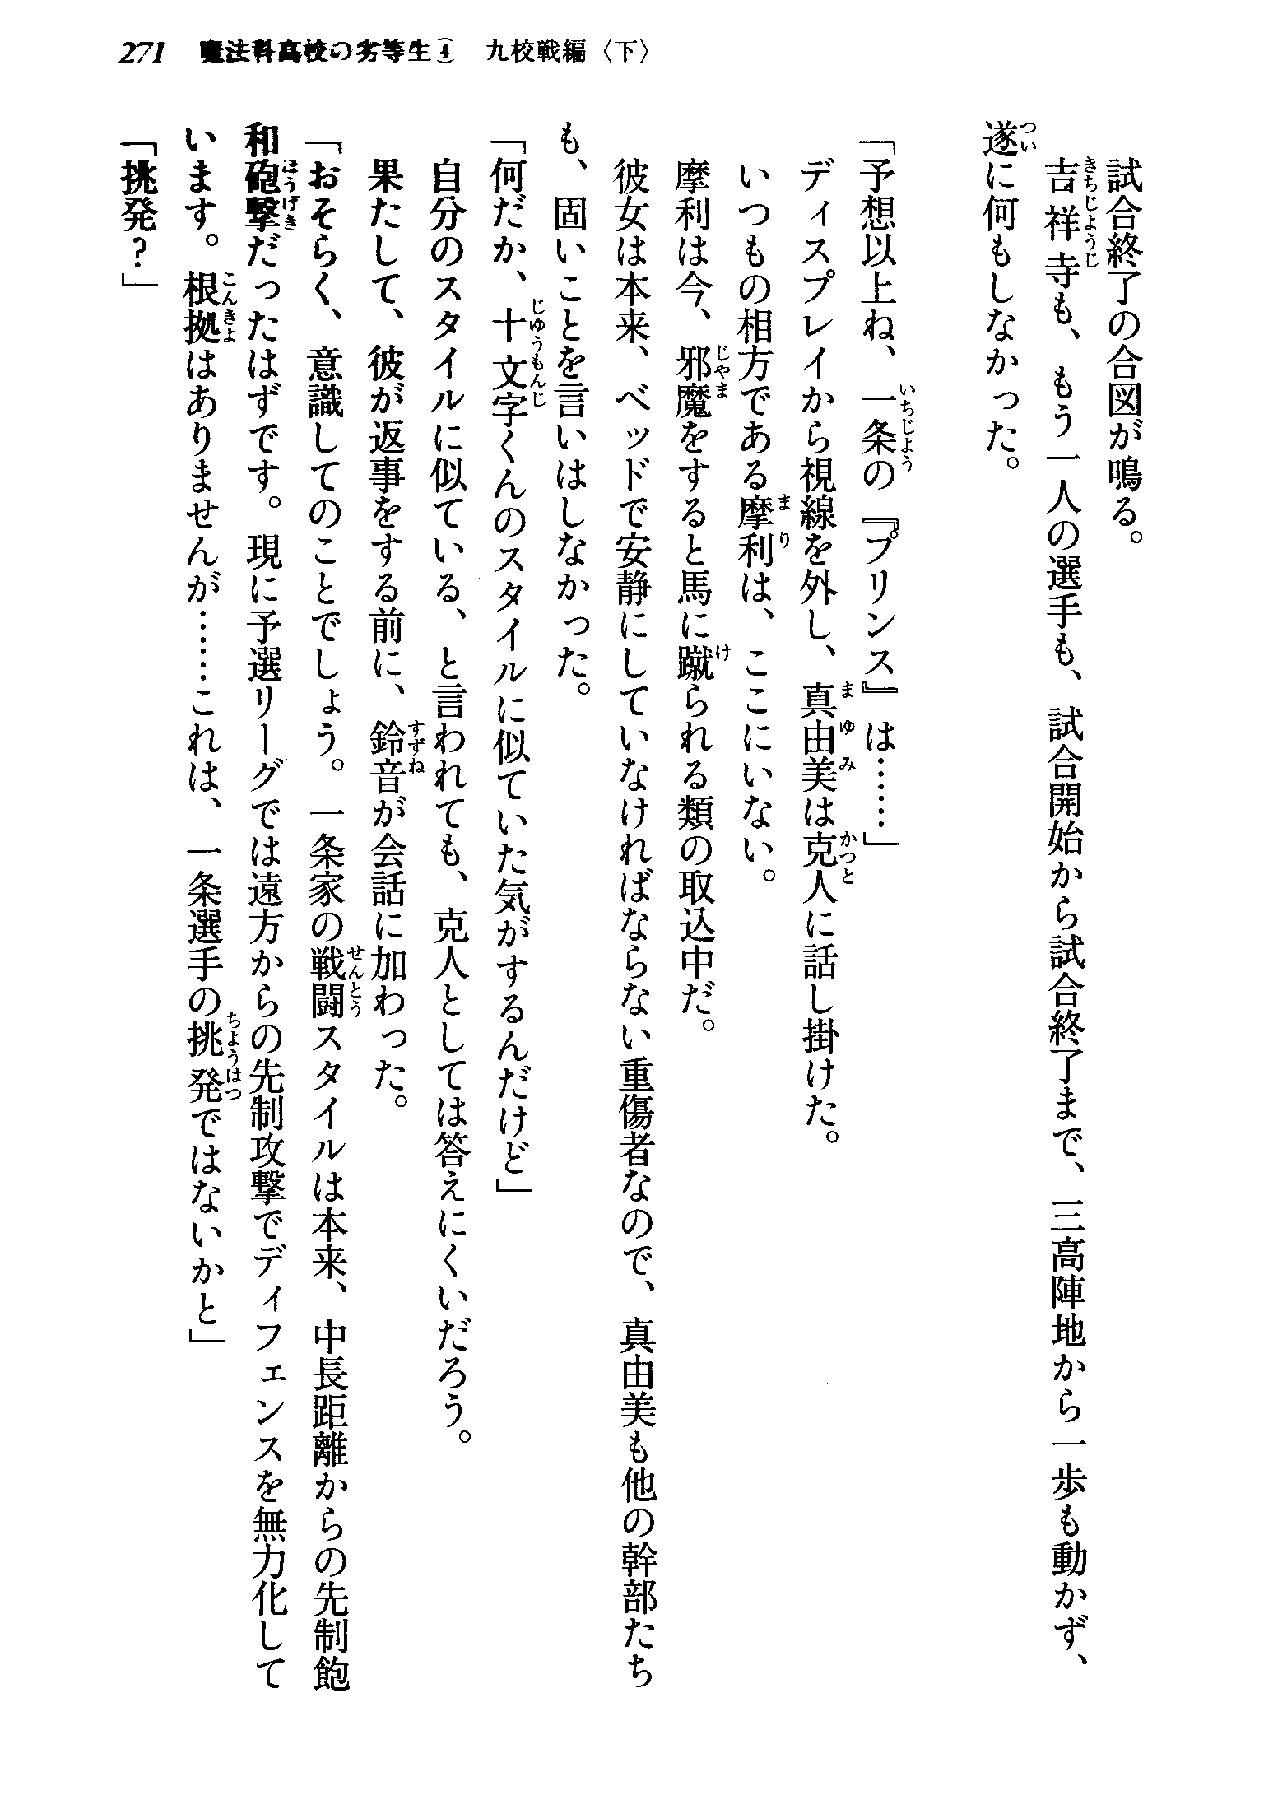 271 魔法科高校の劣等生④ 九校戦編〈下〉
試合終了の合図が鳴る。
吉祥寺も、もう一人の選手も、試合開始から試合終了まで、三高陣地から一歩も動かず、
遂に何もしなかった。
「予想以上ね、一条の『プリンス』は……」
ディスプレイから視線を外し、真由美は克人に話し掛けた。
いつもの相方である摩利は、ここにいない。
摩利は今、邪魔をすると馬に蹴られる類の取込中だ。
彼女は本来、ベッドで安静にしていなければならない重傷者なので、真由美も他の幹部たち
も、固いことを言いはしなかった。
「何だか、十文字くんのスタイルに似ていた気がするんだけど」
自分のスタイルに似ている、と言われても、克人としては答えにくいだろう。
果たして、彼が返事をする前に、鈴音が会話に加わった。
「おそらく、意識してのことでしょう。一条家の戦闘スタイルは本来、中長距離からの先制飽
和砲撃だったはずです。現に予選リーグでは遠方からの先制攻撃でディフェンスを無力化して
います。根拠はありませんが……これは、一条選手の挑発ではないかと」
「挑発？」